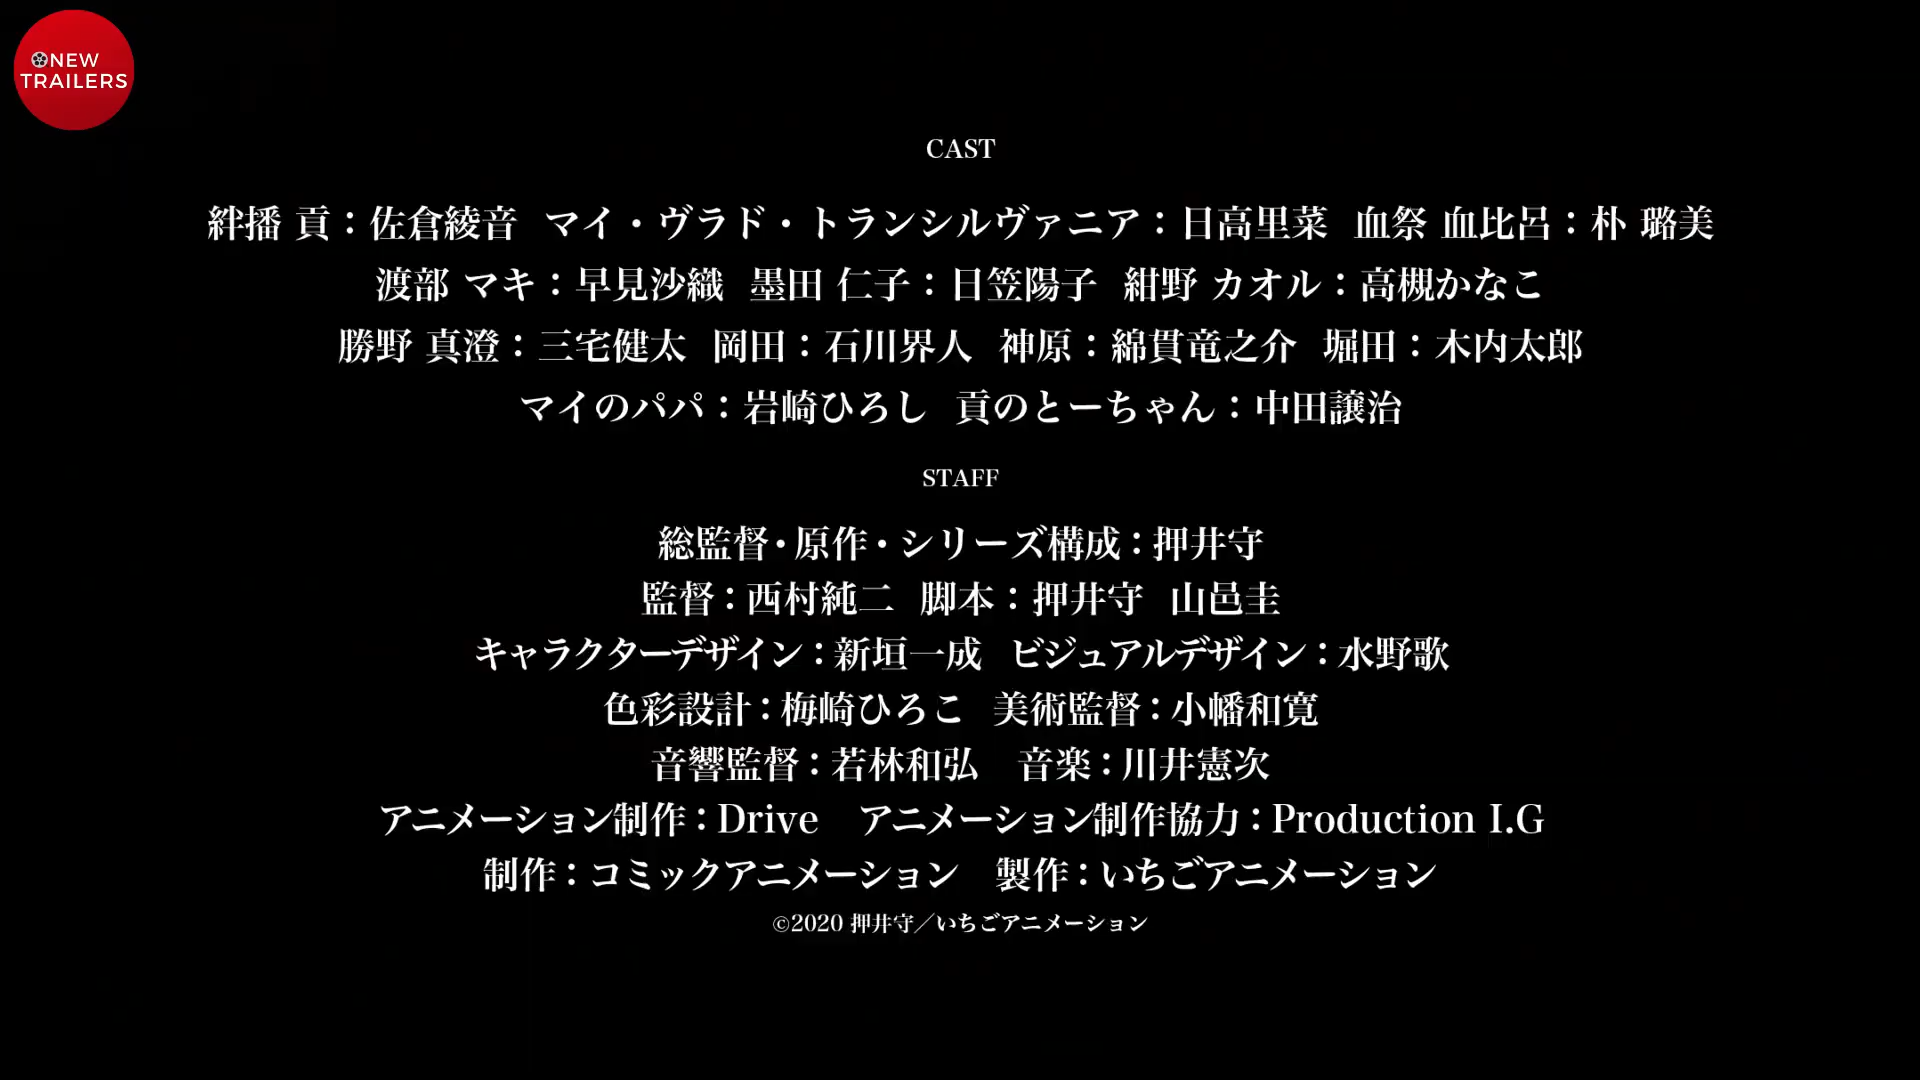 NEW
TRAILERS
CAST
絆播 貢：佐倉綾音 マイ・ヴラド・トランシルヴァニア：日高里菜 血祭 血比呂：朴 璐美
渡部 マキ：早見沙織 墨田 仁子：日笠陽子 紺野 カオル：高槻かなこ
勝野 真澄：三宅健太 岡田：石川界人 神原：綿貫竜之介 堀田：木内太郎
マイのパパ：岩崎ひろし 貢のとーちゃん：中田譲治
STAFF
総監督・原作・シリーズ構成：押井守
監督：西村純二 脚本：押井守 山邑圭
キャラクターデザイン：新垣一成 ビジュアルデザイン：水野歌
色彩設計：梅崎ひろこ 美術監督：小幡和寛
音響監督：若林和弘 音楽：川井憲次
アニメーション制作：Drive アニメーション制作協力：Production I.G
制作：コミックアニメーション 製作：いちごアニメーション
©2020 押井守／いちごアニメーション